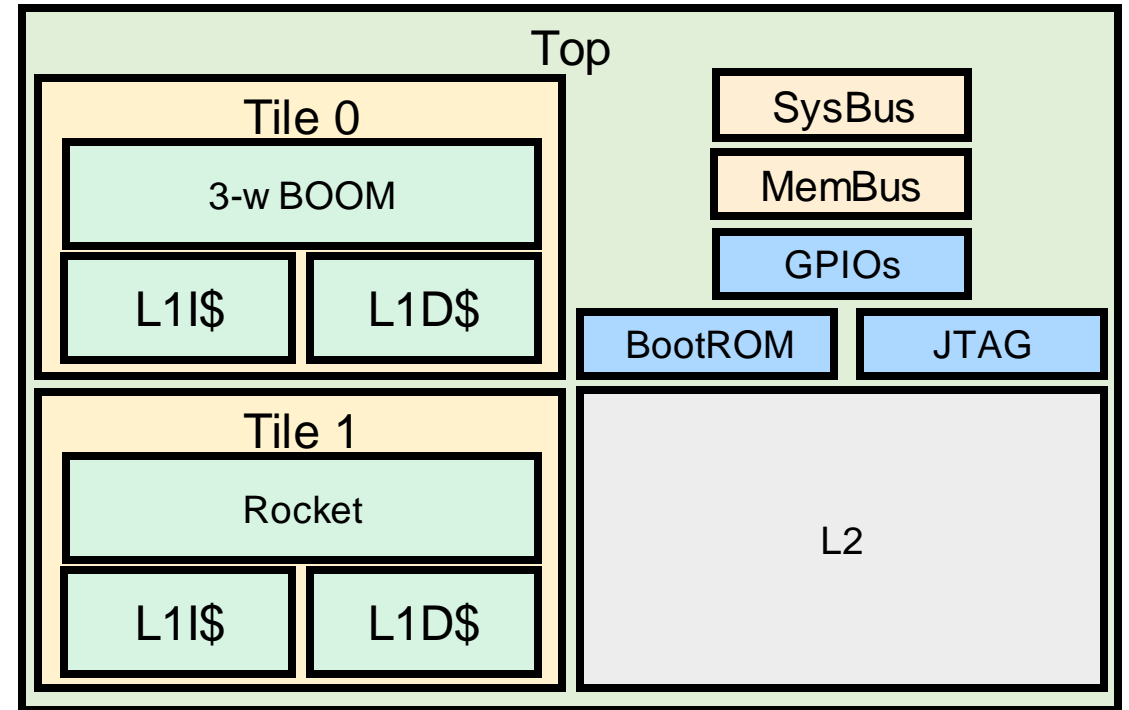 Top
Tile 0
3-w BOOM
L1I$
L1D$
Tile 1
Rocket
L1I$
L1D$
SysBus
MemBus
GPIOs
BootROM
JTAG
L2